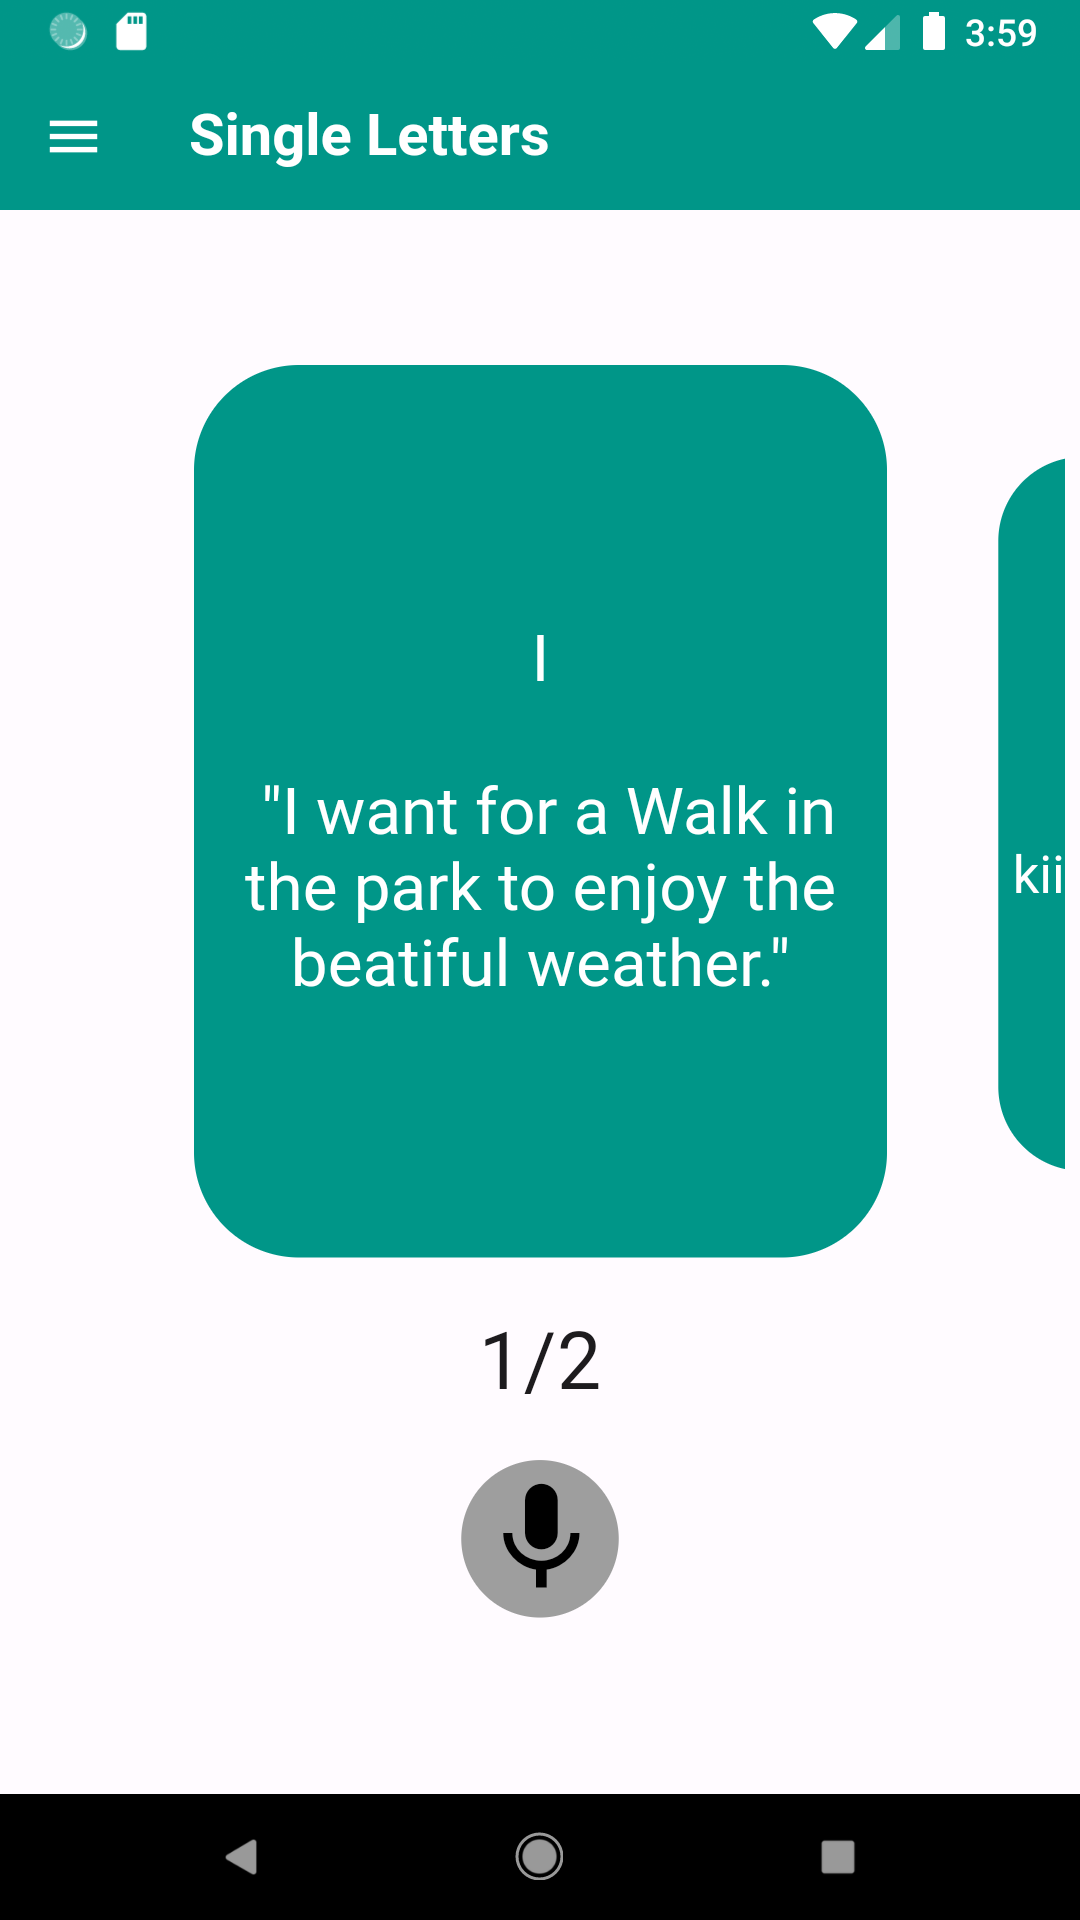 3:59
Single Letters
I
"I want for a Walk in
the park to enjoy the
beatiful weather."
kii
1/2